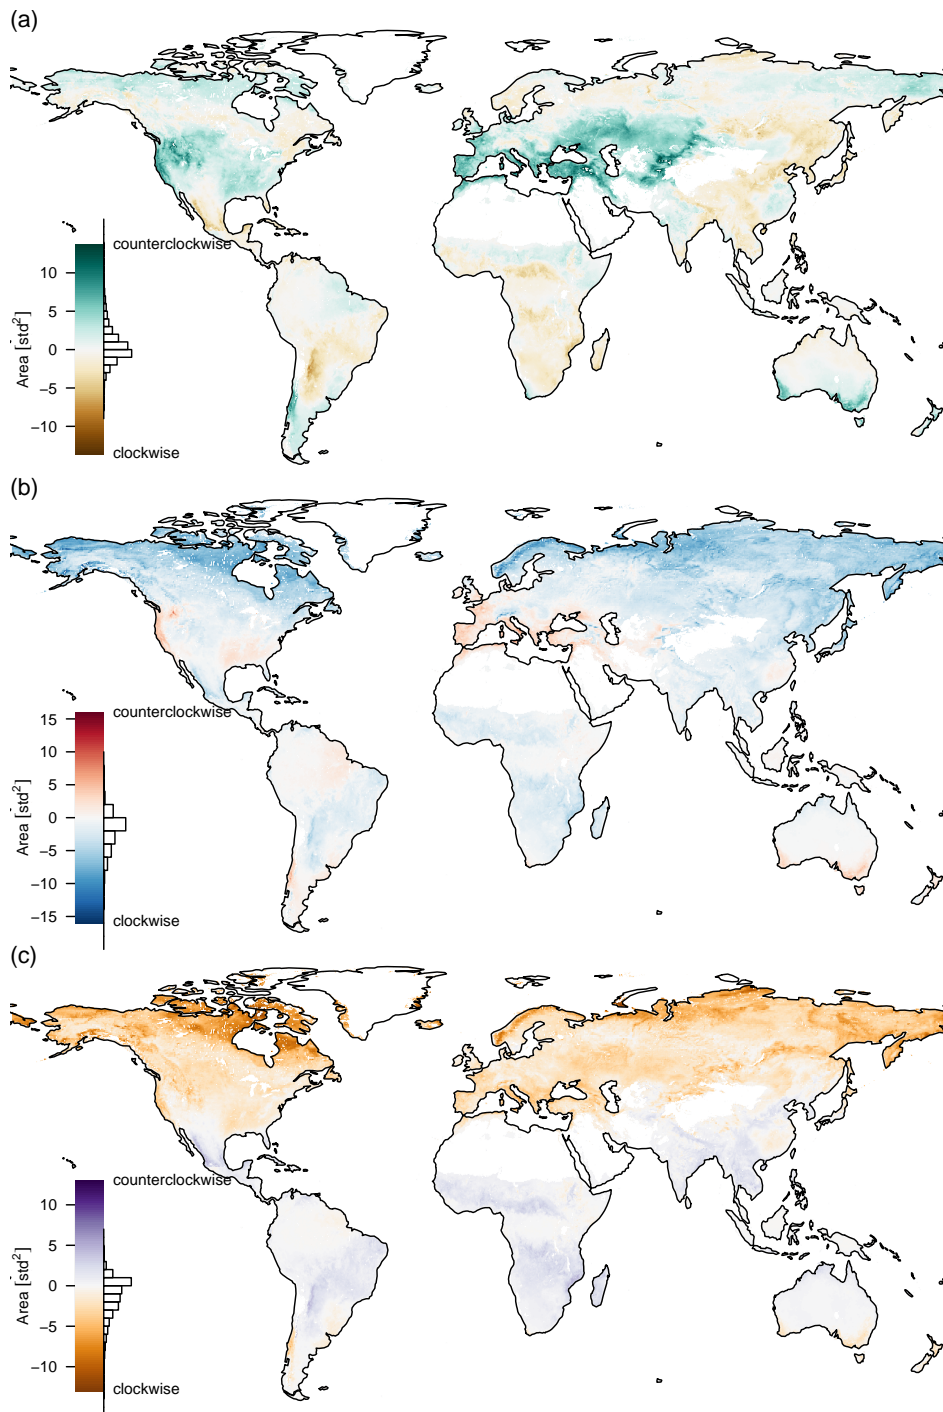 (a)
counterclockwise
10
5
0
−5
−10
Area [std²]
clockwise
(b)
counterclockwise
15
10
5
0
−5
−10
−15
Area [std²]
clockwise
(c)
counterclockwise
10
5
0
−5
−10
Area [std²]
clockwise